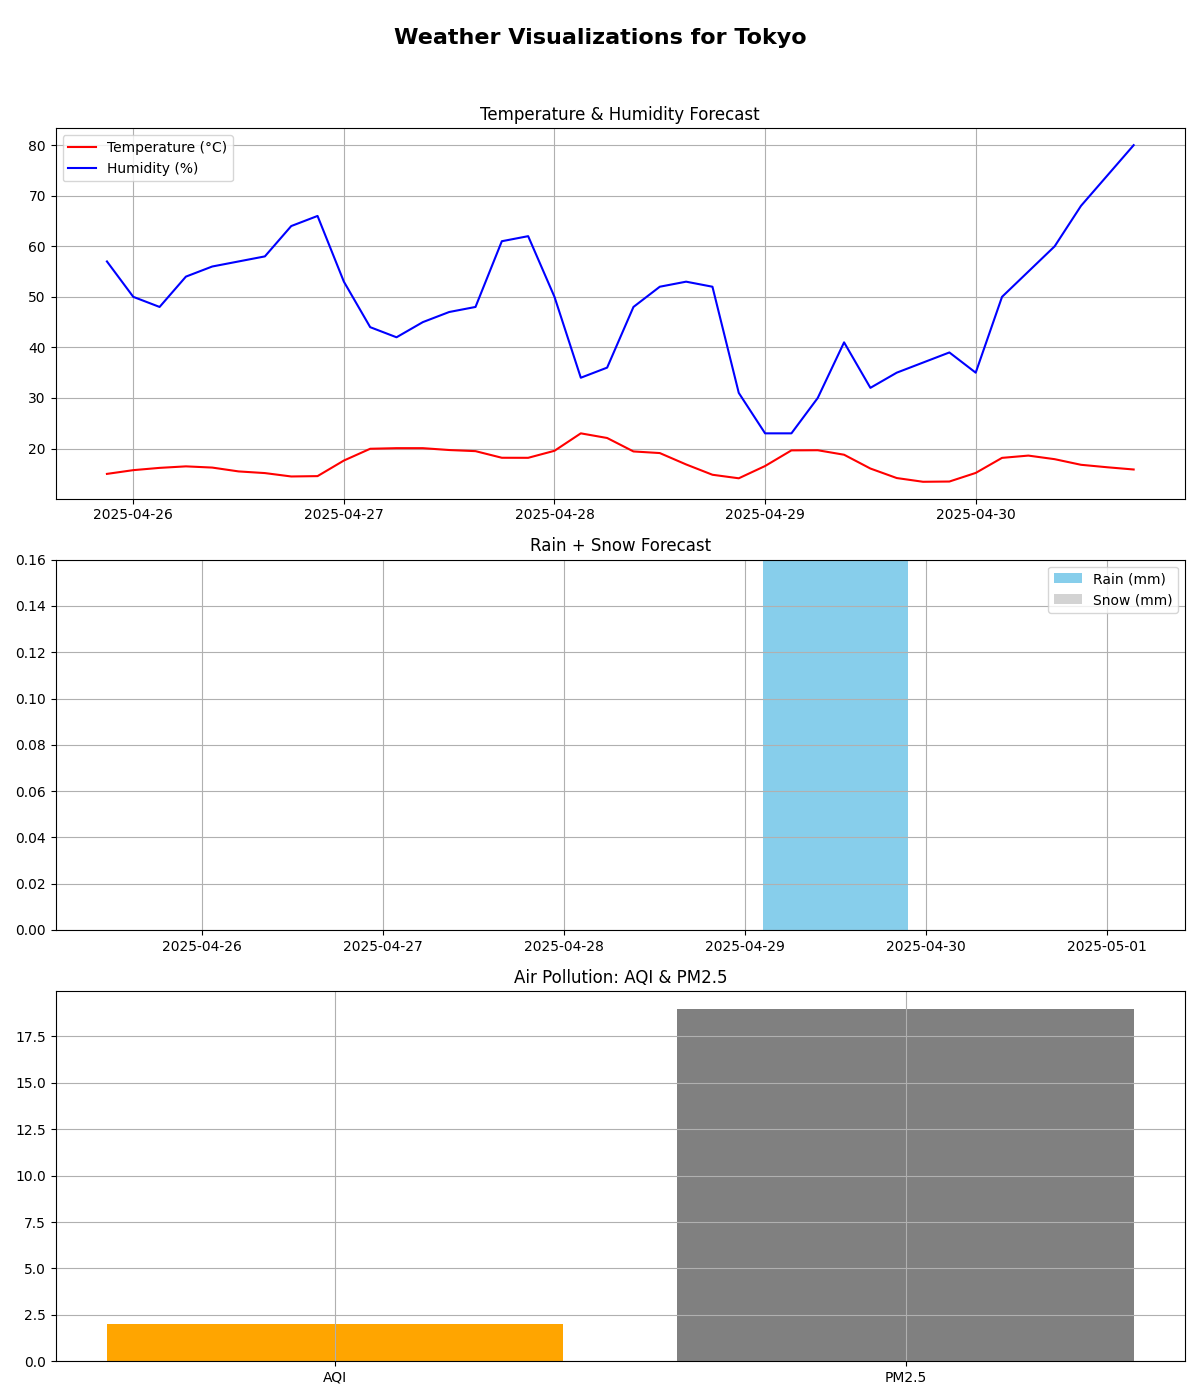 Weather Visualizations for Tokyo
Temperature & Humidity Forecast
Temperature (°C)
Humidity (%)
80
70
60
50
40
30
20
2025-04-26 2025-04-27 2025-04-28 2025-04-29 2025-04-30
Rain + Snow Forecast
Rain (mm)
Snow (mm)
0.16
0.14
0.12
0.10
0.08
0.06
0.04
0.02
0.00
2025-04-26 2025-04-27 2025-04-28 2025-04-29 2025-04-30 2025-05-01
Air Pollution: AQI & PM2.5
17.5
15.0
12.5
10.0
7.5
5.0
2.5
0.0
AQI PM2.5